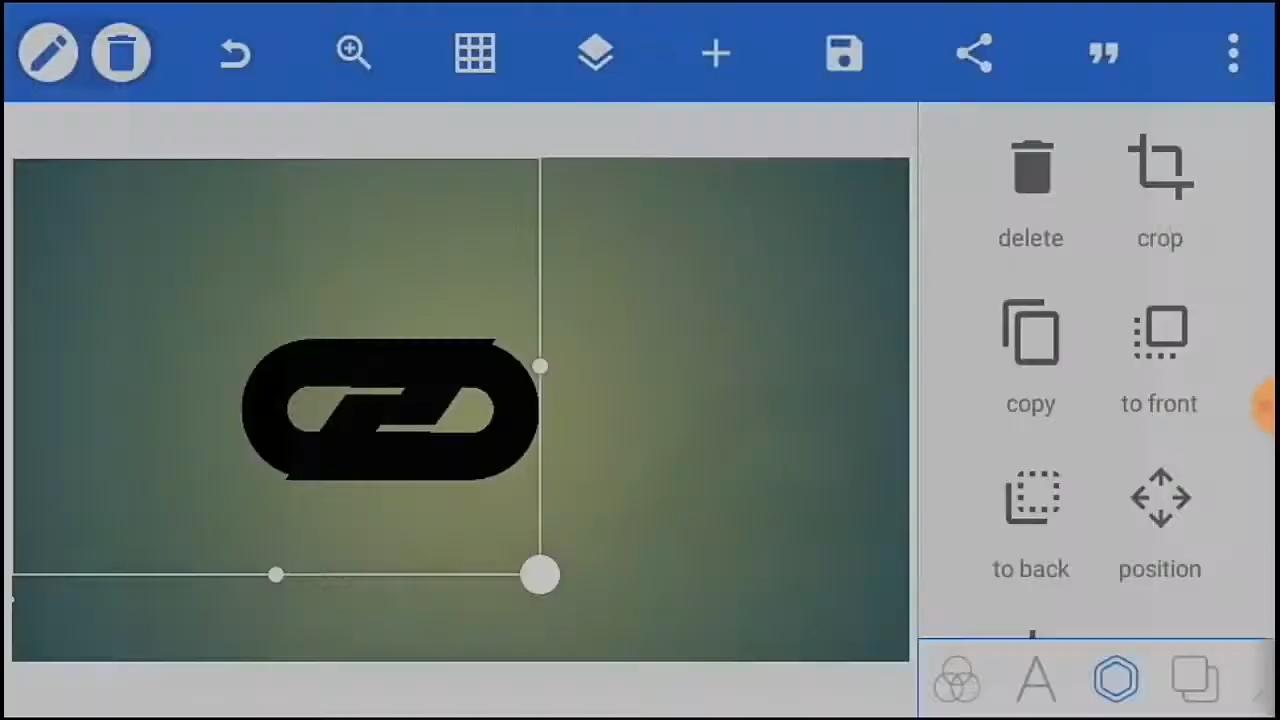 delete
crop
copy
to front
to back
position